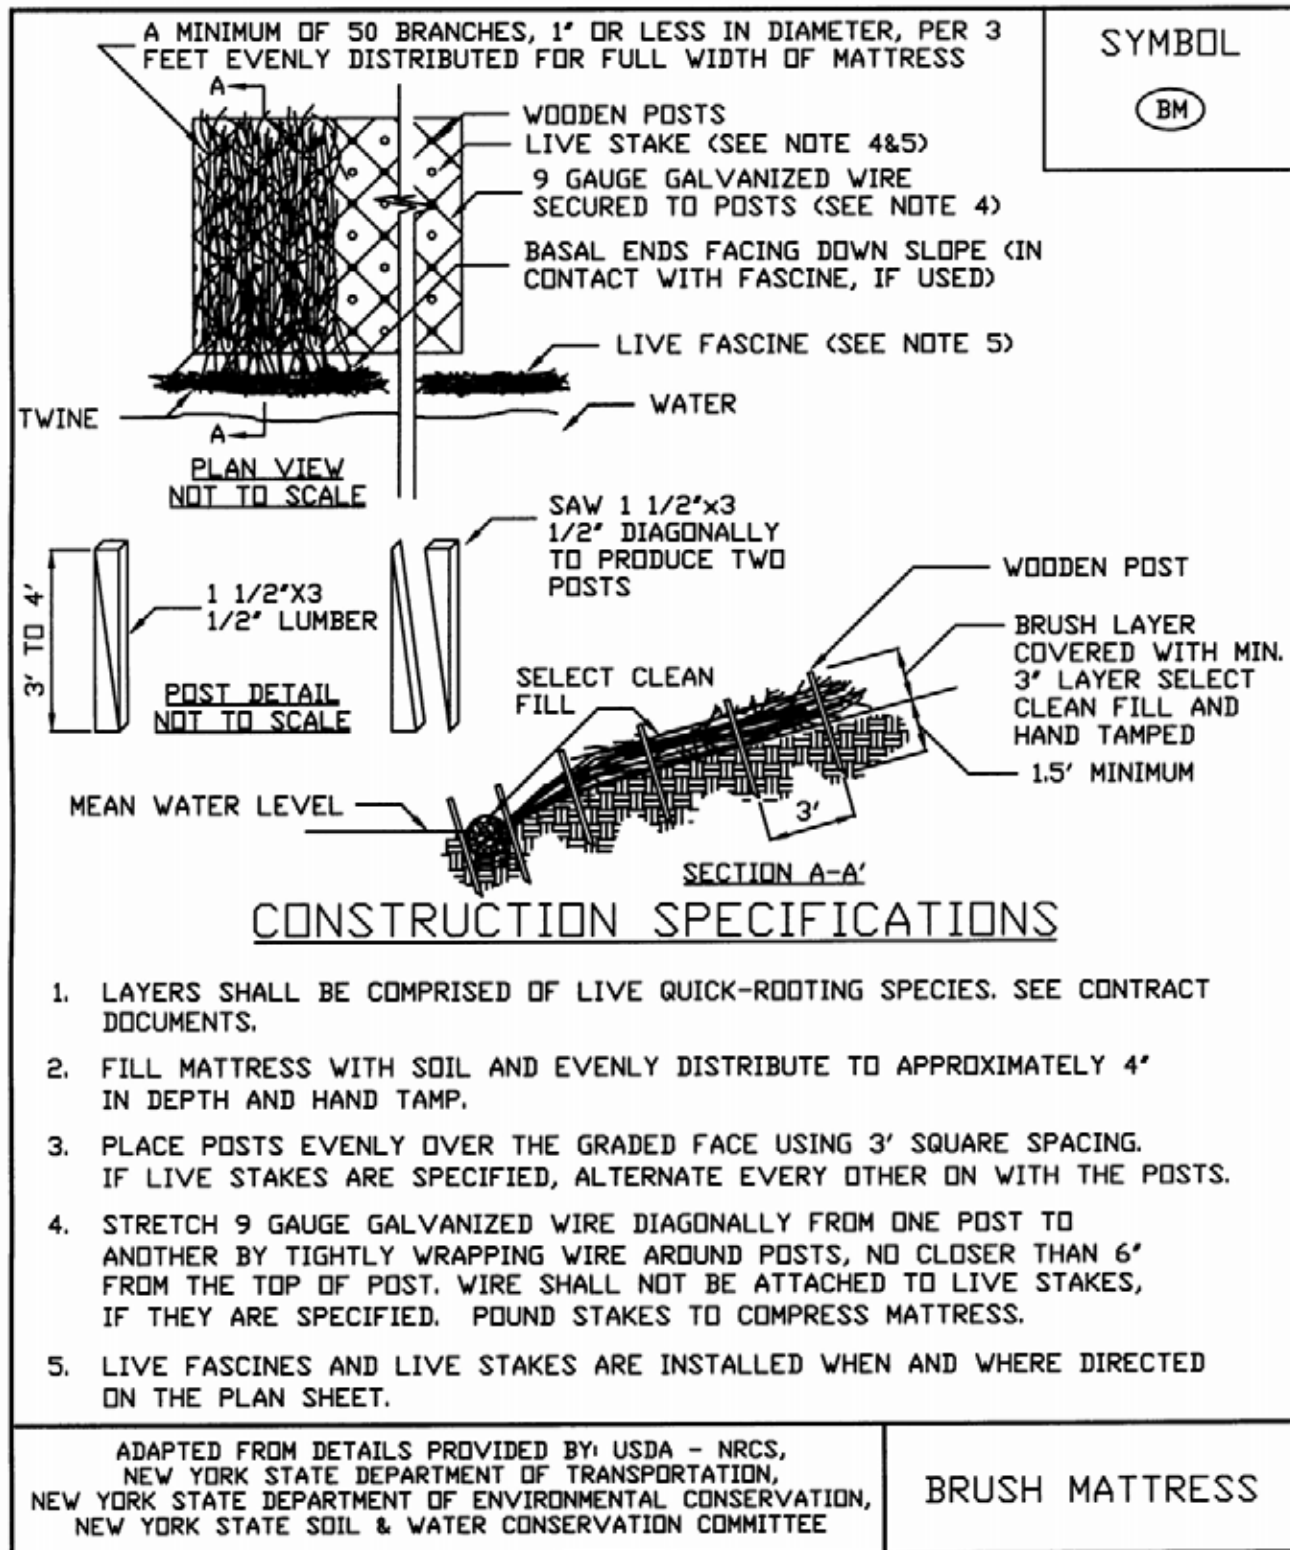 A MINIMUM OF 50 BRANCHES, 1" OR LESS IN DIAMETER, PER 3
FEET EVENLY DISTRIBUTED FOR FULL WIDTH OF MATTRESS
SYMBOL
BM
A
WOODEN POSTS
LIVE STAKE (SEE NOTE 4&5)
9 GAUGE GALVANIZED WIRE
SECURED TO POSTS (SEE NOTE 4)
BASAL ENDS FACING DOWN SLOPE (IN
CONTACT WITH FASCINE, IF USED)
LIVE FASCINE (SEE NOTE 5)
TWINE
WATER
A
PLAN VIEW
NOT TO SCALE
SAW 1 1/2"x3
1/2" DIAGONALLY
TO PRODUCE TWO
POSTS
3' TO 4'
1 1/2"X3
1/2" LUMBER
POST DETAIL
NOT TO SCALE
WOODEN POST
BRUSH LAYER
COVERED WITH MIN.
3" LAYER SELECT
CLEAN FILL AND
HAND TAMPED
1.5' MINIMUM
SELECT CLEAN
FILL
MEAN WATER LEVEL
3'
SECTION A-A'
CONSTRUCTION SPECIFICATIONS
1. LAYERS SHALL BE COMPRISED OF LIVE QUICK-ROOTING SPECIES. SEE CONTRACT
DOCUMENTS.
2. FILL MATTRESS WITH SOIL AND EVENLY DISTRIBUTE TO APPROXIMATELY 4"
IN DEPTH AND HAND TAMP.
3. PLACE POSTS EVENLY OVER THE GRADED FACE USING 3' SQUARE SPACING.
IF LIVE STAKES ARE SPECIFIED, ALTERNATE EVERY OTHER ON WITH THE POSTS.
4. STRETCH 9 GAUGE GALVANIZED WIRE DIAGONALLY FROM ONE POST TO
ANOTHER BY TIGHTLY WRAPPING WIRE AROUND POSTS, NO CLOSER THAN 6"
FROM THE TOP OF POST. WIRE SHALL NOT BE ATTACHED TO LIVE STAKES,
IF THEY ARE SPECIFIED. POUND STAKES TO COMPRESS MATTRESS.
5. LIVE FASCINES AND LIVE STAKES ARE INSTALLED WHEN AND WHERE DIRECTED
ON THE PLAN SHEET.
ADAPTED FROM DETAILS PROVIDED BY: USDA - NRCS,
NEW YORK STATE DEPARTMENT OF TRANSPORTATION,
NEW YORK STATE DEPARTMENT OF ENVIRONMENTAL CONSERVATION,
NEW YORK STATE SOIL & WATER CONSERVATION COMMITTEE
BRUSH MATTRESS